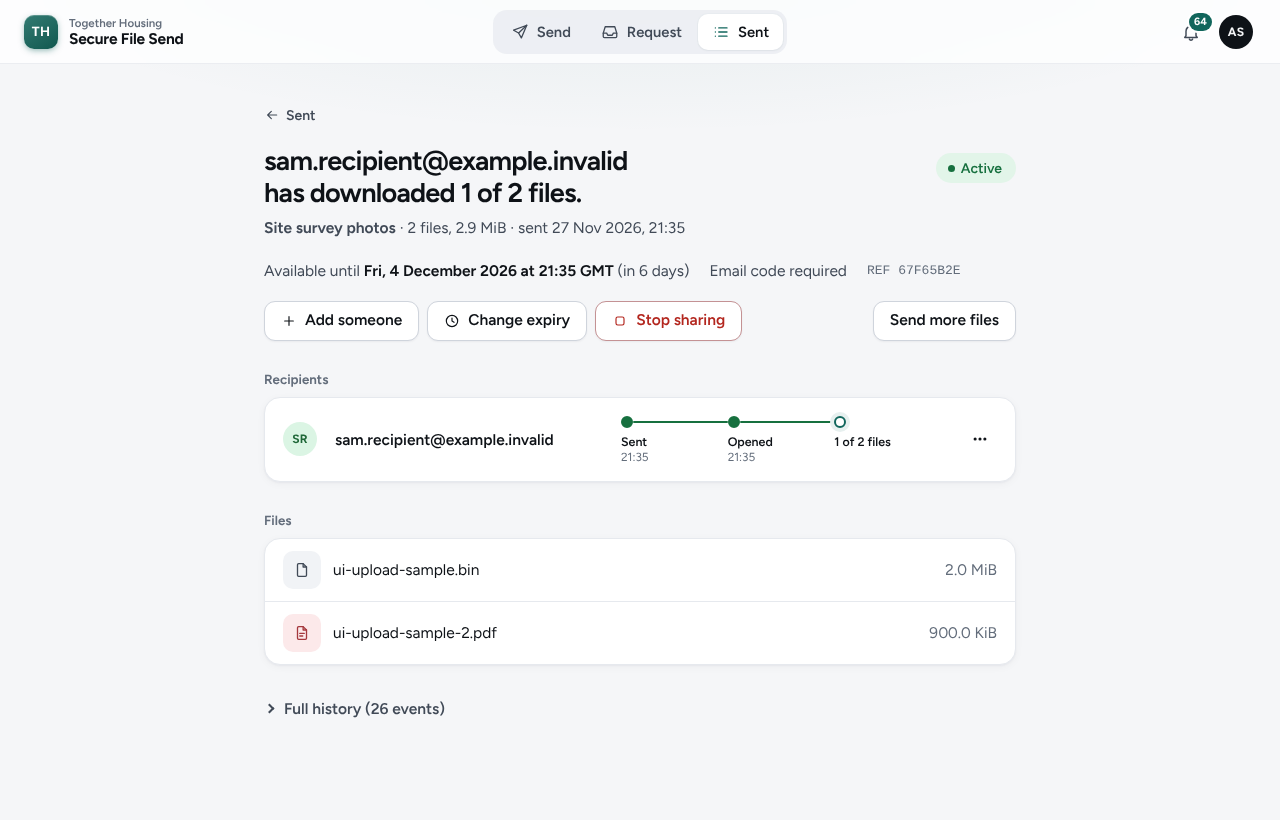 TH
Together Housing
Secure File Send
Send
Request
Sent
64
AS
Sent
sam.recipient@example.invalid
has downloaded 1 of 2 files.
Active
Site survey photos · 2 files, 2.9 MiB · sent 27 Nov 2026, 21:35
Available until Fri, 4 December 2026 at 21:35 GMT (in 6 days)
Email code required
REF 67F65B2E
Add someone
Change expiry
Stop sharing
Send more files
Recipients
SR
sam.recipient@example.invalid
Sent
21:35
Opened
21:35
1 of 2 files
Files
ui-upload-sample.bin
2.0 MiB
ui-upload-sample-2.pdf
900.0 KiB
Full history (26 events)